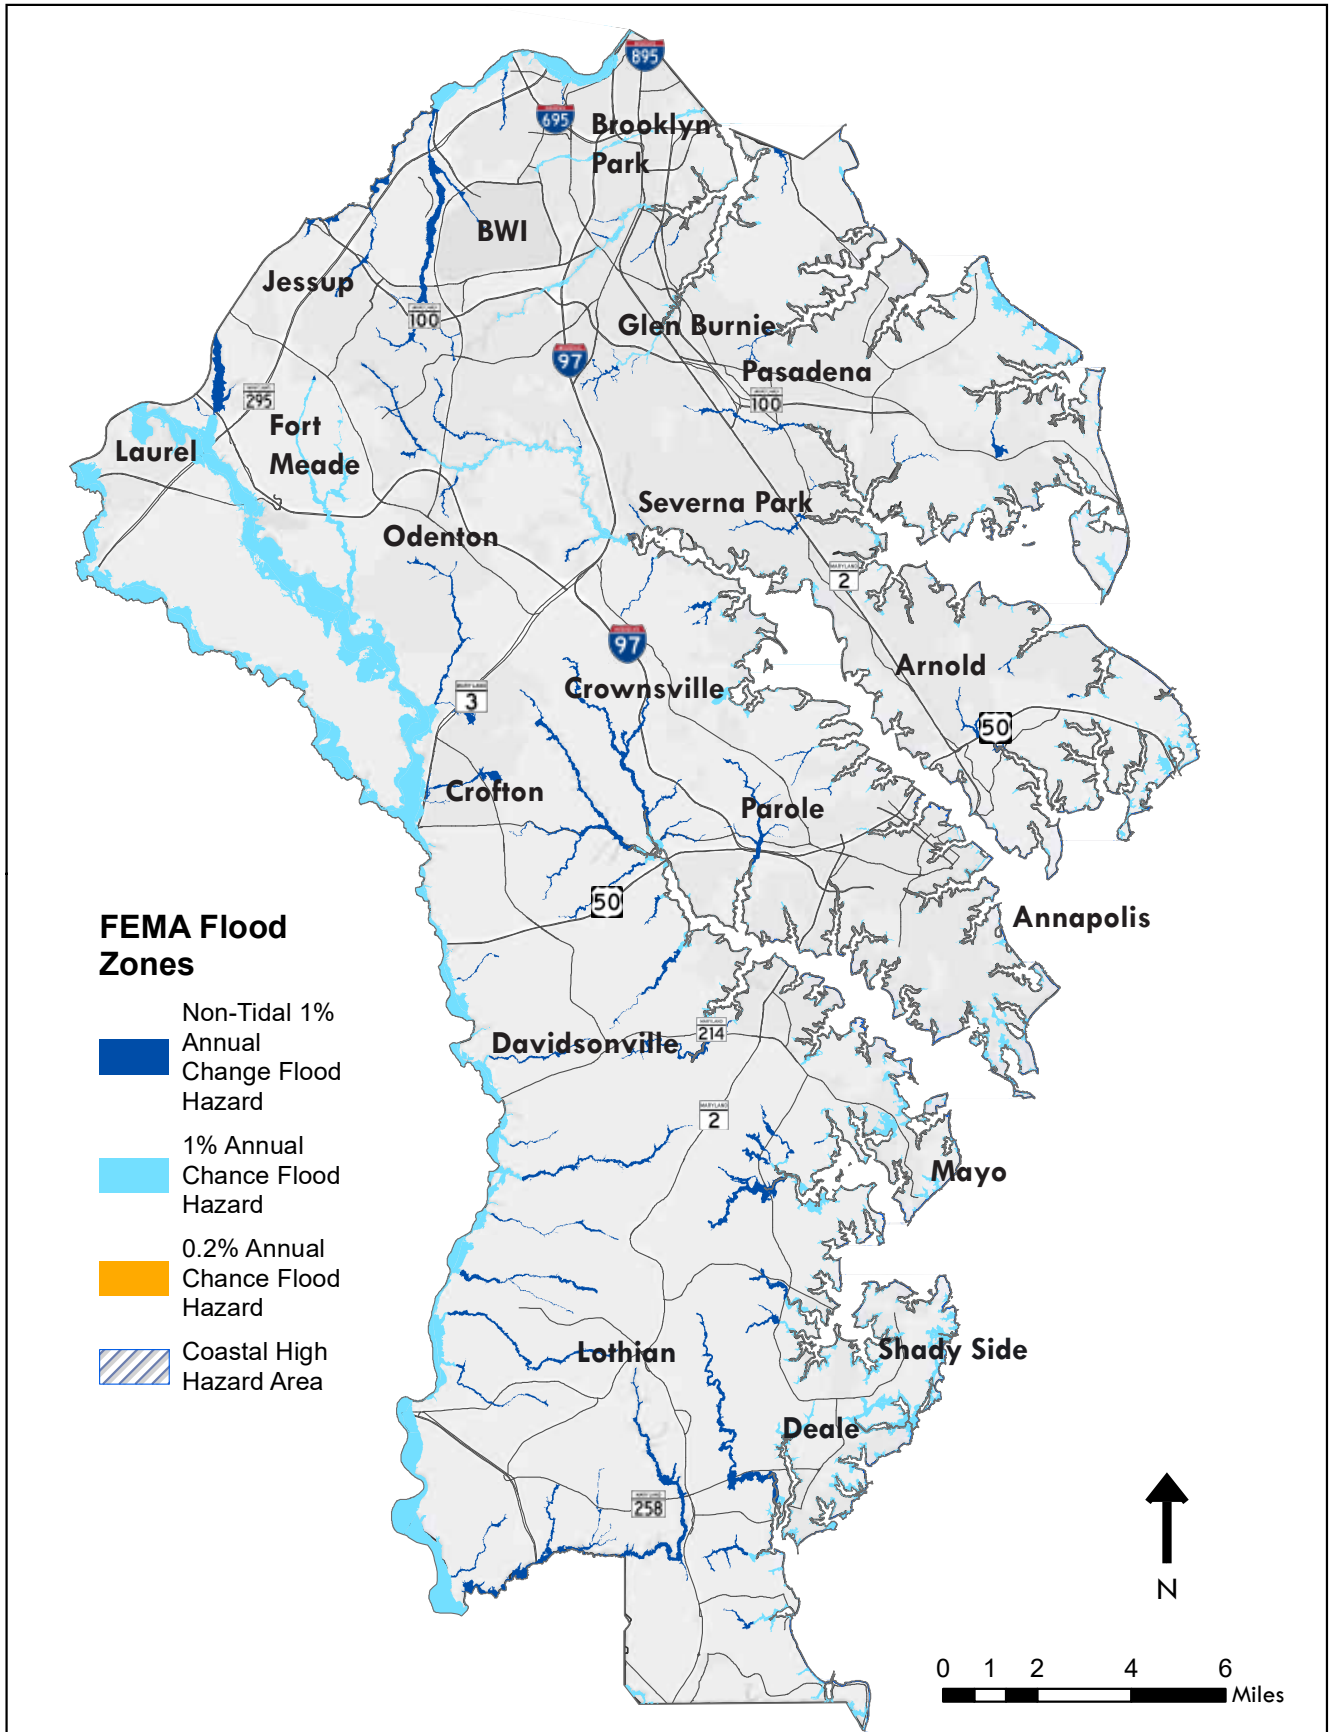 895
695
Brooklyn
Park
BWI
Jessup
100
Glen Burnie
97
Pasadena
295
100
Fort
Meade
Laurel
Severna Park
Odenton
MARYLAND
2
97
Arnold
Crownsville
3
50
Crofton
Parole
50
Annapolis
FEMA Flood
Zones
Non-Tidal 1%
Annual
Change Flood
Hazard
1% Annual
Chance Flood
Hazard
0.2% Annual
Chance Flood
Hazard
Coastal High
Hazard Area
214
Davidsonville
MARYLAND
2
Mayo
Lothian
Shady Side
Deale
258
N
0 1 2 4 6
Miles